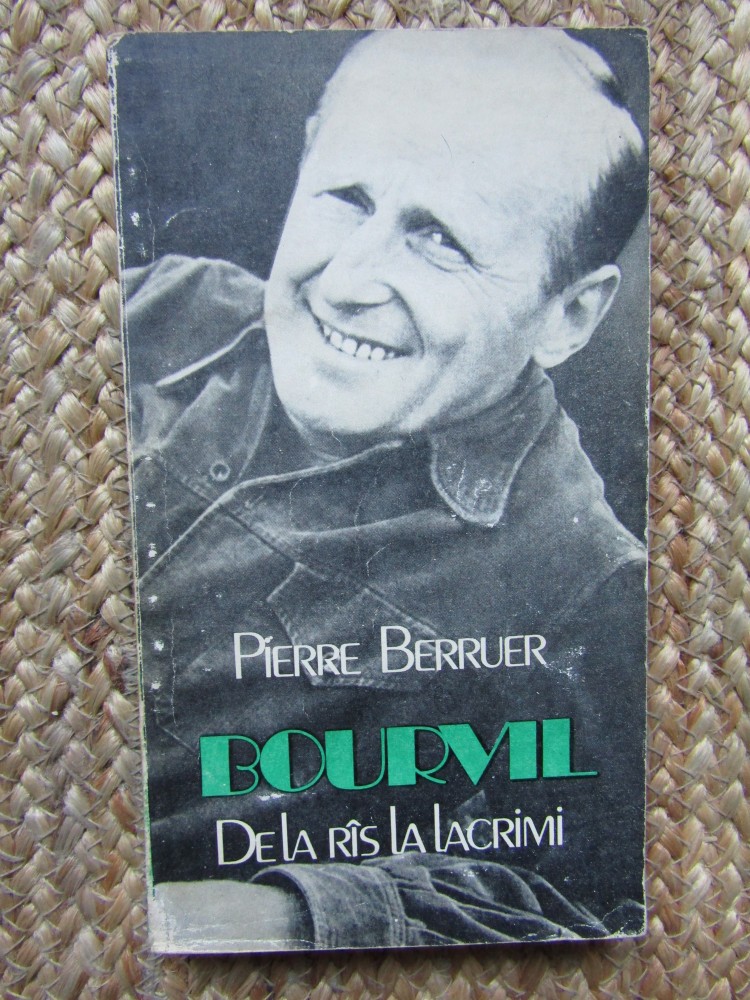 Pierre Berruer
BOURVIL
De la rîs la lacrimi